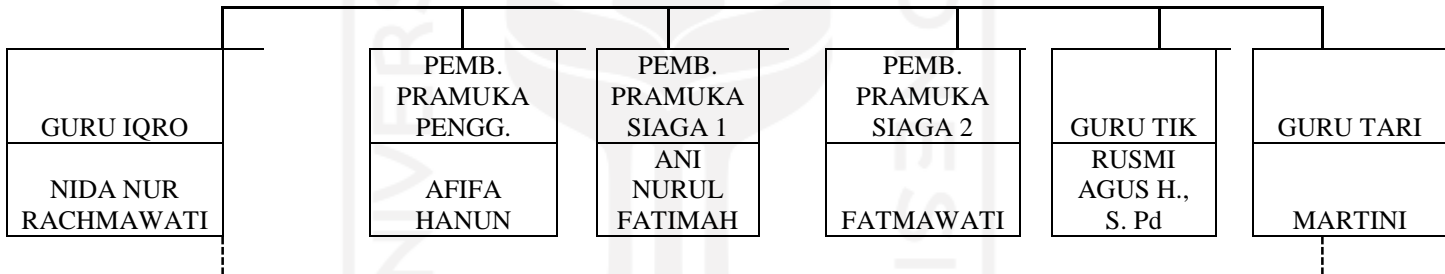 GURU IQRO
NIDA NUR
RACHMAWATI
PEMB.
PRAMUKA
PENGG.
AFIFA
HANUN
PEMB.
PRAMUKA
SIAGA 1
ANI
NURUL
FATIMAH
PEMB.
PRAMUKA
SIAGA 2
FATMAWATI
GURU TIK
RUSMI
AGUS H.,
S. Pd
GURU TARI
MARTINI